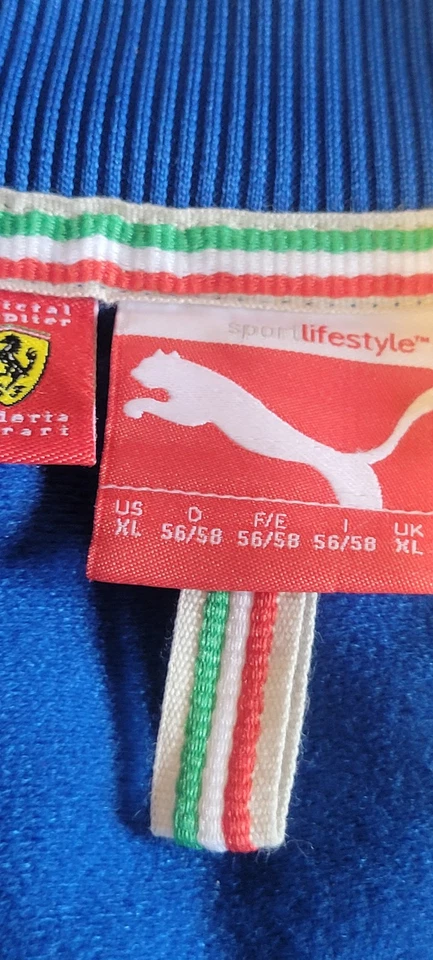 sportlifestyle™
US D F/E I UK
XL 56/58 56/58 56/58 XL